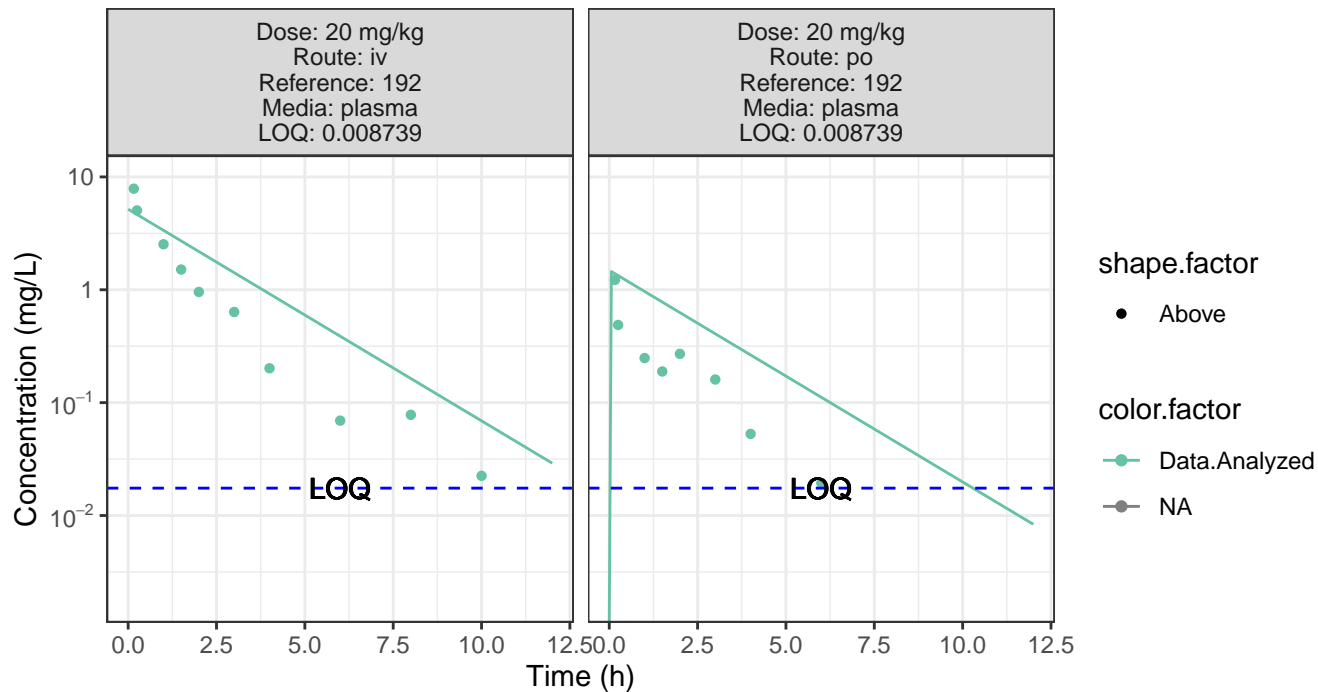 Dose: 20 mg/kg
Route: iv
Reference: 192
Media: plasma
LOQ: 0.008739
Dose: 20 mg/kg
Route: po
Reference: 192
Media: plasma
LOQ: 0.008739
Concentration (mg/L)
10
1
10⁻¹
10⁻²
LOQ
LOQ
0.0 2.5 5.0 7.5 10.0 12.5
0.0 2.5 5.0 7.5 10.0 12.5
Time (h)
shape.factor
Above
color.factor
Data.Analyzed
NA